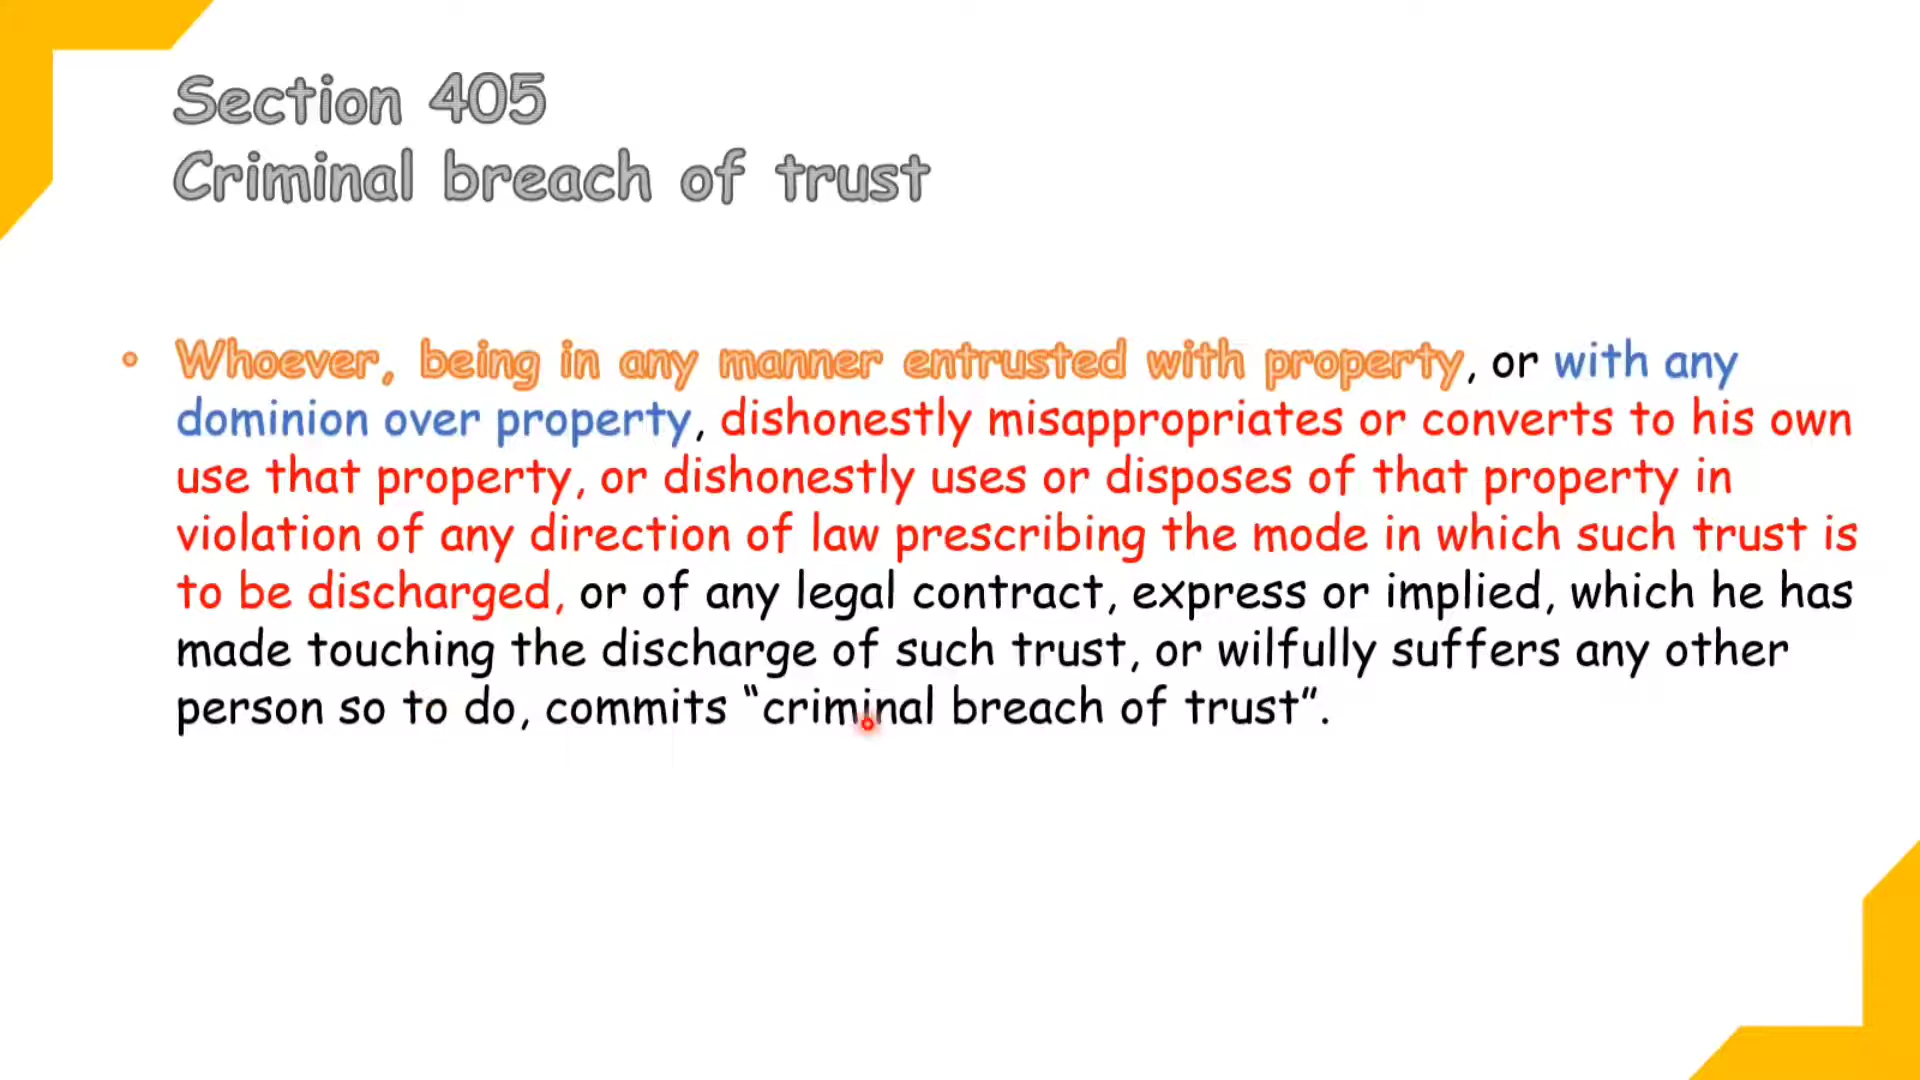 Section 405
Criminal breach of trust
• Whoever, being in any manner entrusted with property, or with any
dominion over property, dishonestly misappropriates or converts to his own
use that property, or dishonestly uses or disposes of that property in
violation of any direction of law prescribing the mode in which such trust is
to be discharged, or of any legal contract, express or implied, which he has
made touching the discharge of such trust, or wilfully suffers any other
person so to do, commits “criminal breach of trust”.